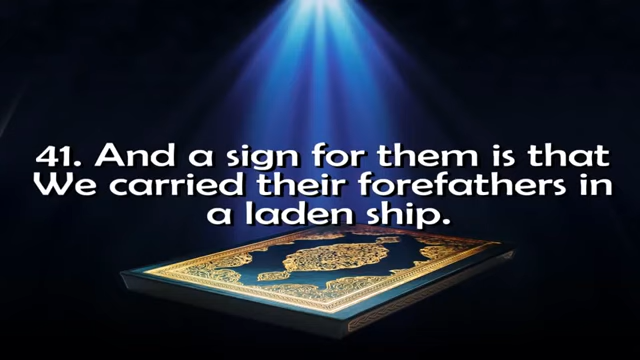 41. And a sign for them is that
We carried their forefathers in
a laden ship.